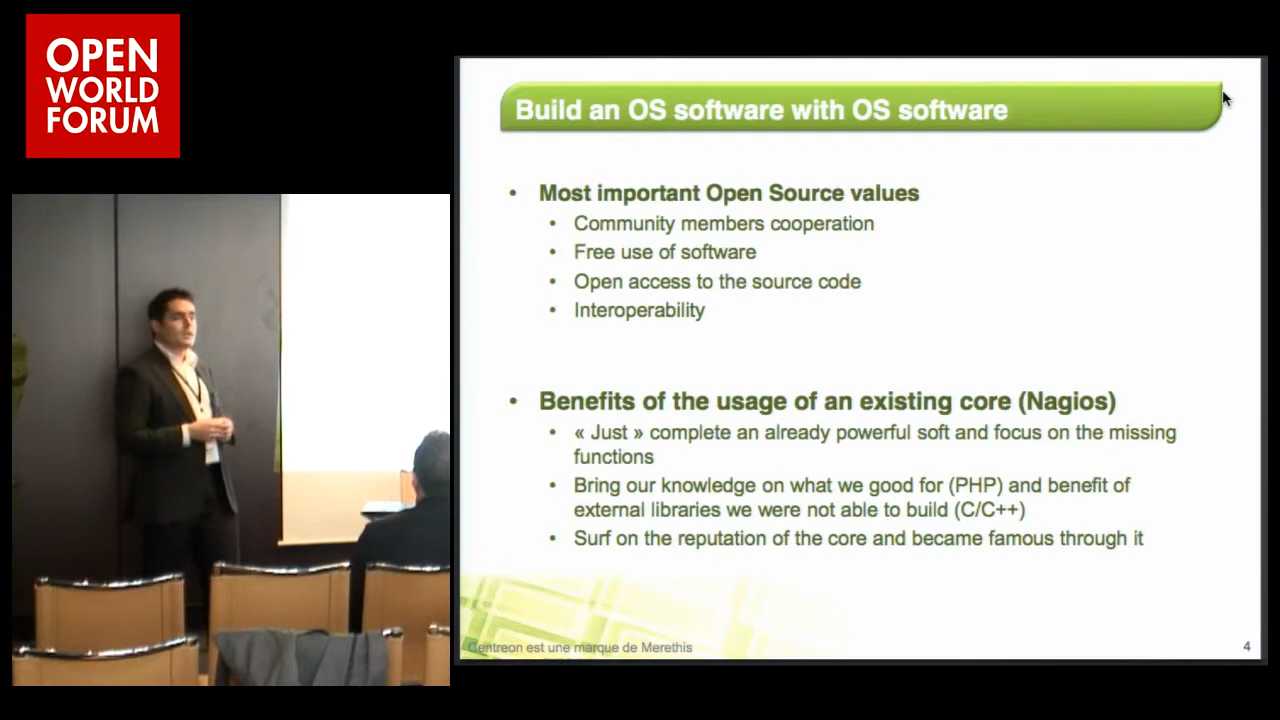 OPEN
WORLD
FORUM
Build an OS software with OS software
• Most important Open Source values
• Community members cooperation
• Free use of software
• Open access to the source code
• Interoperability
• Benefits of the usage of an existing core (Nagios)
• « Just » complete an already powerful soft and focus on the missing
functions
• Bring our knowledge on what we good for (PHP) and benefit of
external libraries we were not able to build (C/C++)
• Surf on the reputation of the core and became famous through it
Centreon est une marque de Merethis
4